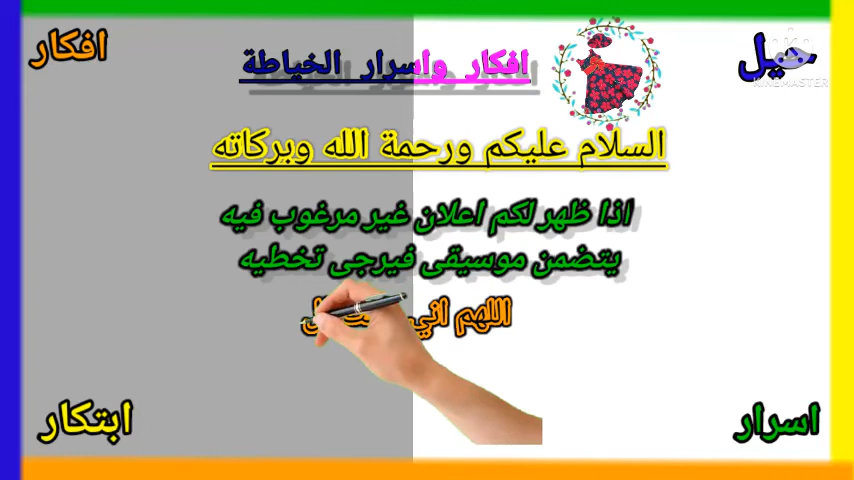 افكار
افكار واسرار الخياطة
حيل
KINEMASTER
السلام عليكم ورحمة الله وبركاته
اذا ظهر لكم اعلان غير مرغوب فيه
يتضمن موسيقى فيرجى تخطيه
اللهم اني
ابتكار
اسرار